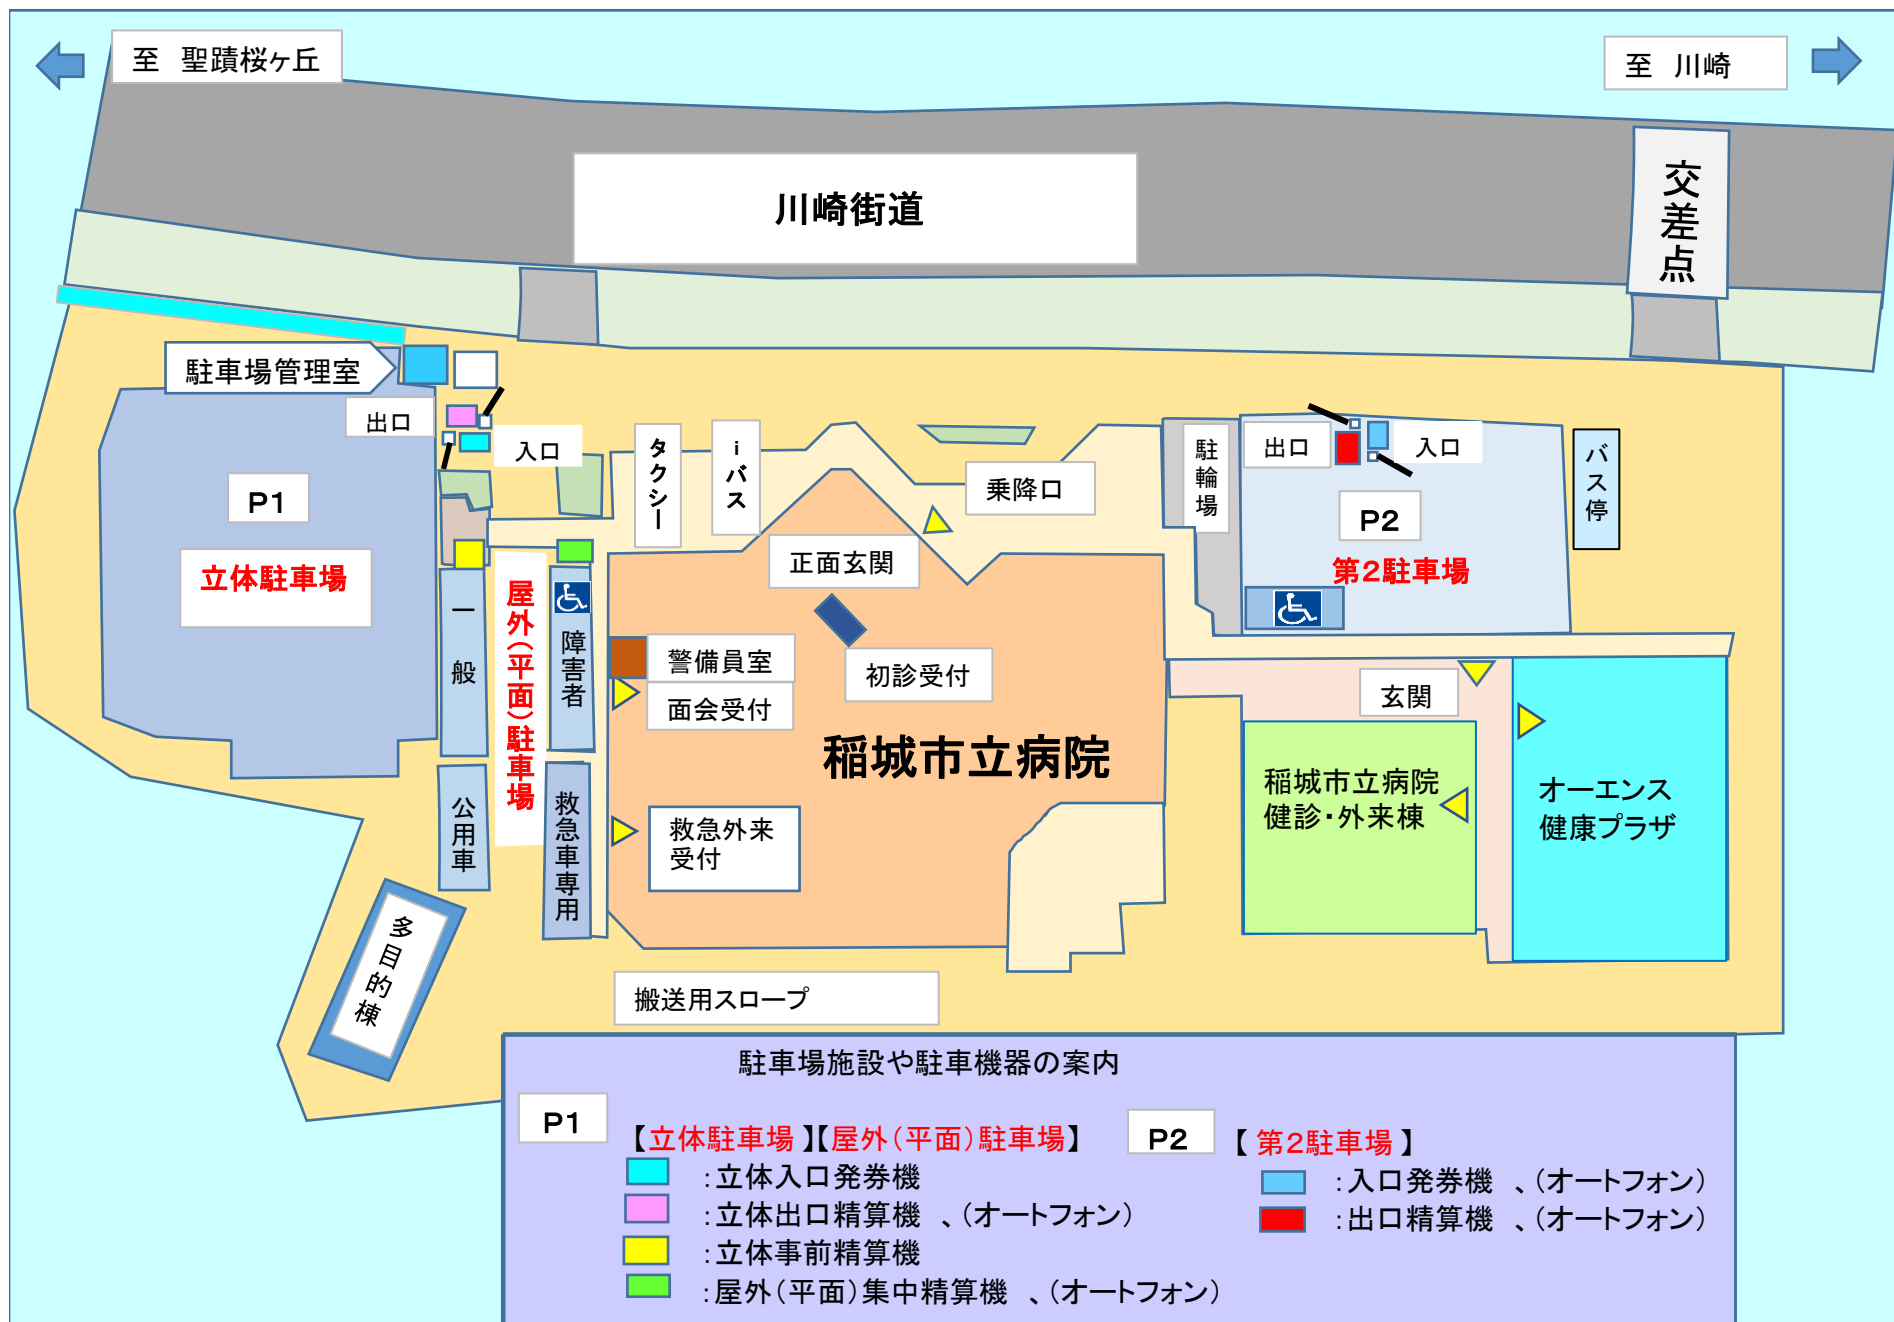 至　聖蹟桜ヶ丘
至　川崎
川崎街道
交差点
駐車場管理室
出口
入口
P1
立体駐車場
タクシー
iバス
乗降口
駐輪場
出口
入口
P2
第2駐車場
バス停
正面玄関
初診受付
一般
屋外(平面)駐車場
障害者
警備員室
面会受付
玄関
稲城市立病院
公用車
救急車専用
救急外来
受付
稲城市立病院
健診・外来棟
オーエンス
健康プラザ
多目的棟
搬送用スロープ
駐車場施設や駐車機器の案内
P1
【立体駐車場】【屋外(平面)駐車場】
:立体入口発券機
:立体出口精算機 、(オートフォン)
:立体事前精算機
:屋外(平面)集中精算機 、(オートフォン)
P2
【 第2駐車場 】
:入口発券機 、(オートフォン)
:出口精算機 、(オートフォン)